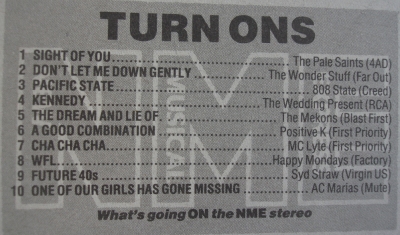 TURN ONS
1 SIGHT OF YOU........................The Pale Saints (4AD)
2 DON'T LET ME DOWN GENTLY............The Wonder Stuff (Far Out)
3 PACIFIC STATE........................808 State (Creed)
4 KENNEDY........................The Wedding Present (RCA)
5 THE DREAM AND LIE OF........................The Mekons (Blast First)
6 A GOOD COMBINATION........................Positive K (First Priority)
7 CHA CHA CHA........................MC Lyte (First Priority)
8 WFL........................Happy Mondays (Factory)
9 FUTURE 40s........................Syd Straw (Virgin US)
10 ONE OF OUR GIRLS HAS GONE MISSING............AC Marias (Mute)
What's going ON the NME stereo
NME
MUSICAL